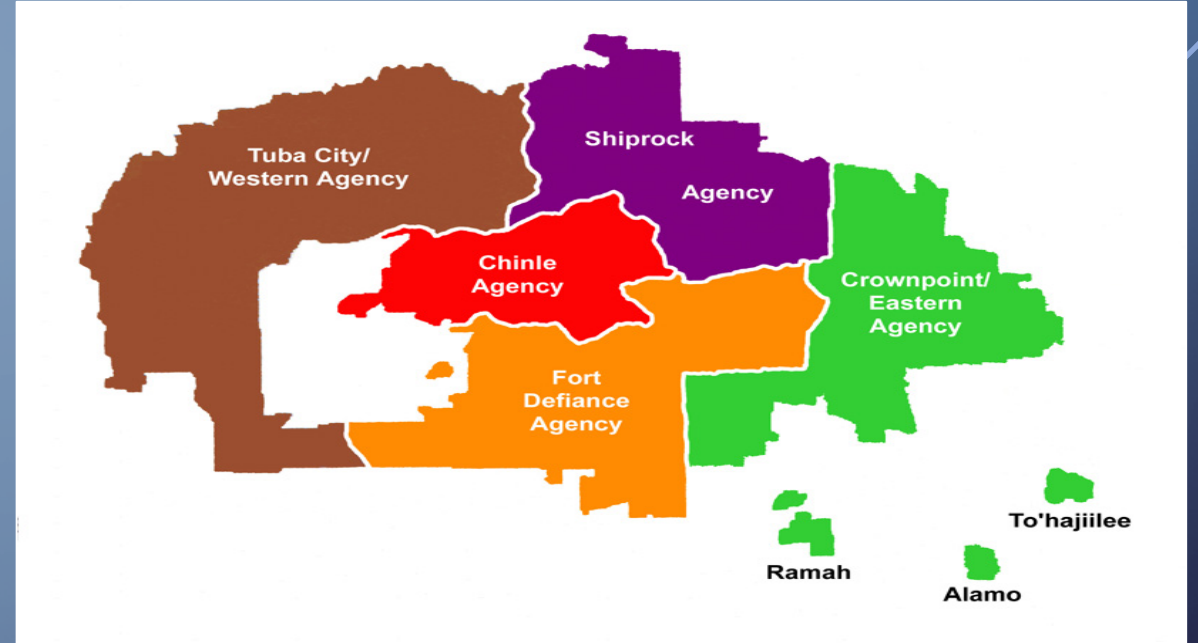 Shiprock
Agency
Tuba City/
Western Agency
Chinle
Agency
Crownpoint/
Eastern
Agency
Fort
Defiance
Agency
To'hajiilee
Ramah
Alamo